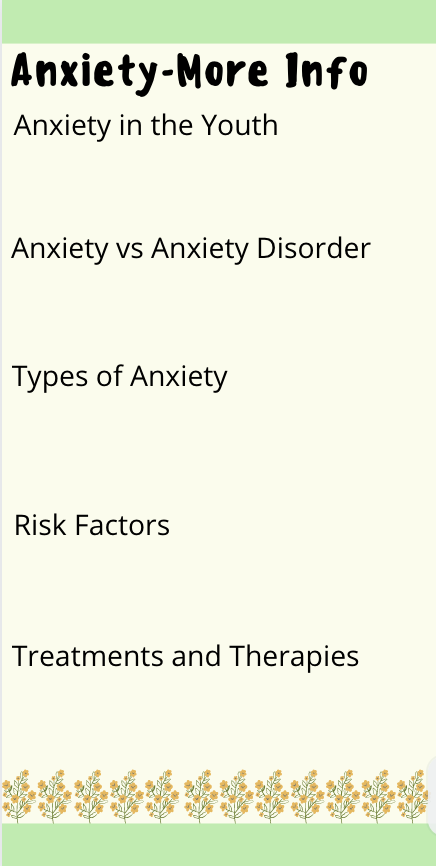 Anxiety-More Info
Anxiety in the Youth
Anxiety vs Anxiety Disorder
Types of Anxiety
Risk Factors
Treatments and Therapies